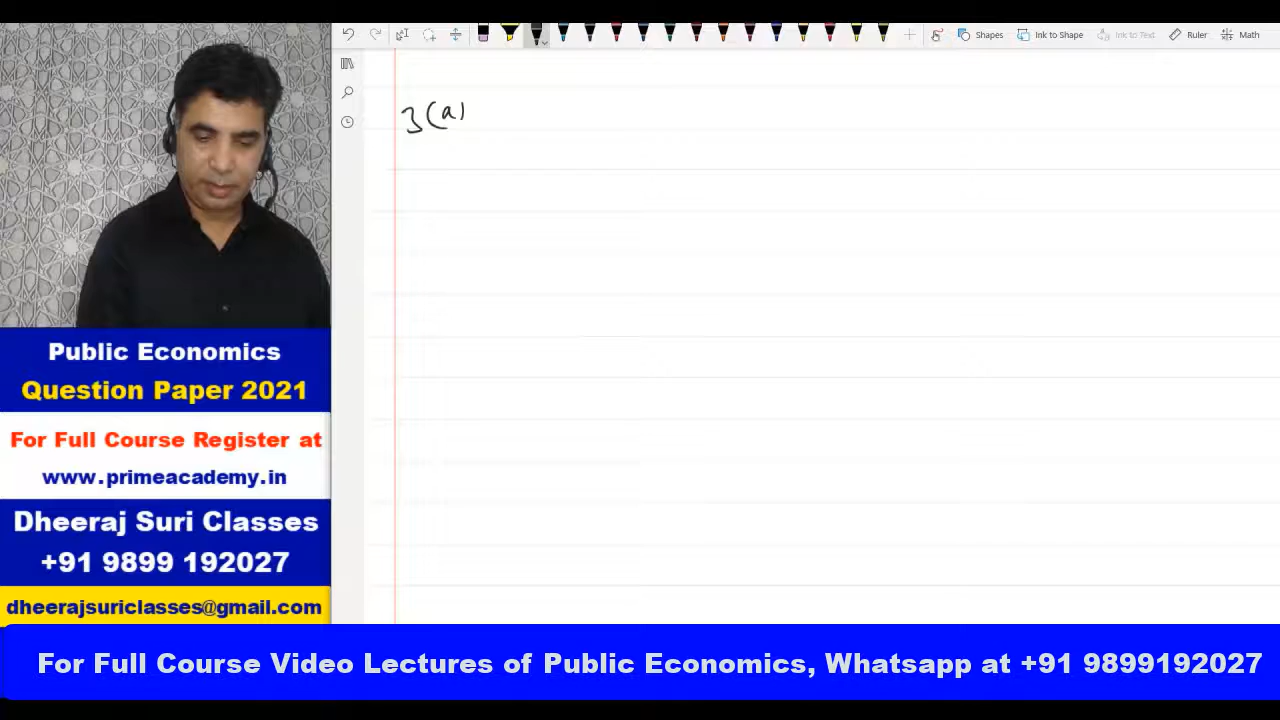 Shapes Ink to Shape Ink to Text Ruler Math
3(a)
Public Economics
Question Paper 2021
For Full Course Register at
www.primeacademy.in
Dheeraj Suri Classes
+91 9899 192027
dheerajsuriclasses@gmail.com
For Full Course Video Lectures of Public Economics, Whatsapp at +91 9899192027